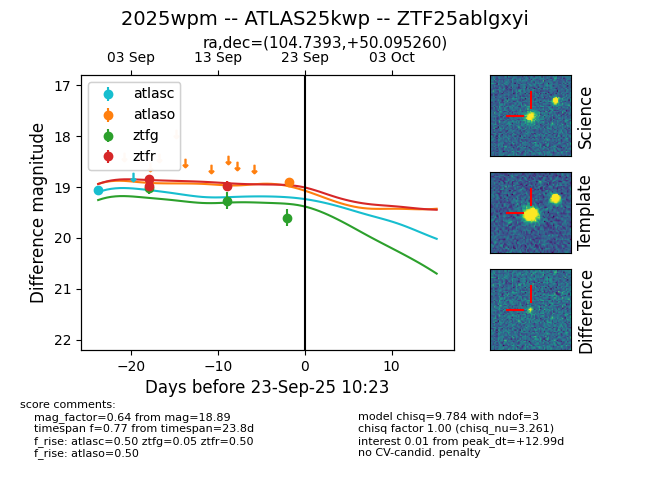 2025wpm -- ATLAS25kwp -- ZTF25ablgxyi
ra,dec=(104.7393,+50.095260)
03 Sep 13 Sep 23 Sep 03 Oct
17
18
19
20
21
22
Difference magnitude
atlasc
atlaso
ztfg
ztfr
−20 −10 0 10
Days before 23-Sep-25 10:23
Science
Template
Difference
score comments:
mag_factor=0.64 from mag=18.89
timespan f=0.77 from timespan=23.8d
f_rise: atlasc=0.50 ztfg=0.05 ztfr=0.50
f_rise: atlaso=0.50
model chisq=9.784 with ndof=3
chisq factor 1.00 (chisq_nu=3.261)
interest 0.01 from peak_dt=+12.99d
no CV-candid. penalty